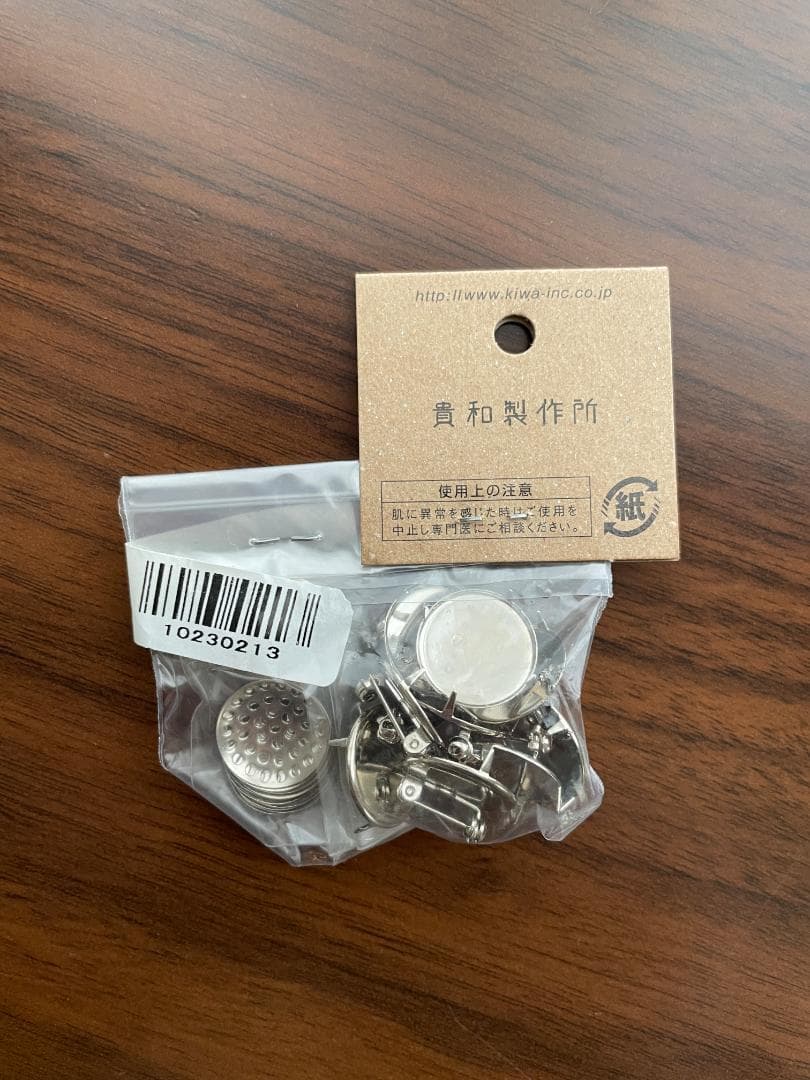 http://www.kiwa-inc.co.jp
貴和製作所
使用上の注意
肌に異常を感じた時はご使用を
中止し専門医にご相談ください。
紙
10230213